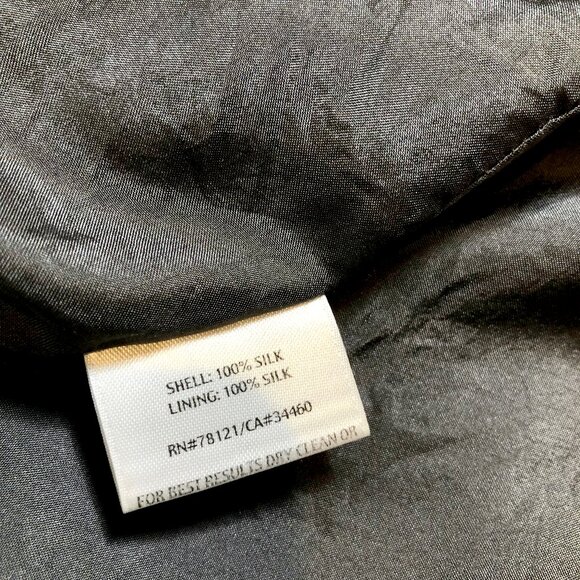 SHELL: 100% SILK
LINING: 100% SILK
RN#78121/CA#34460
FOR BEST RESULTS DRY CLEAN OR